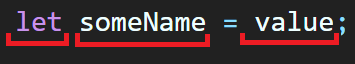 let someName = value;